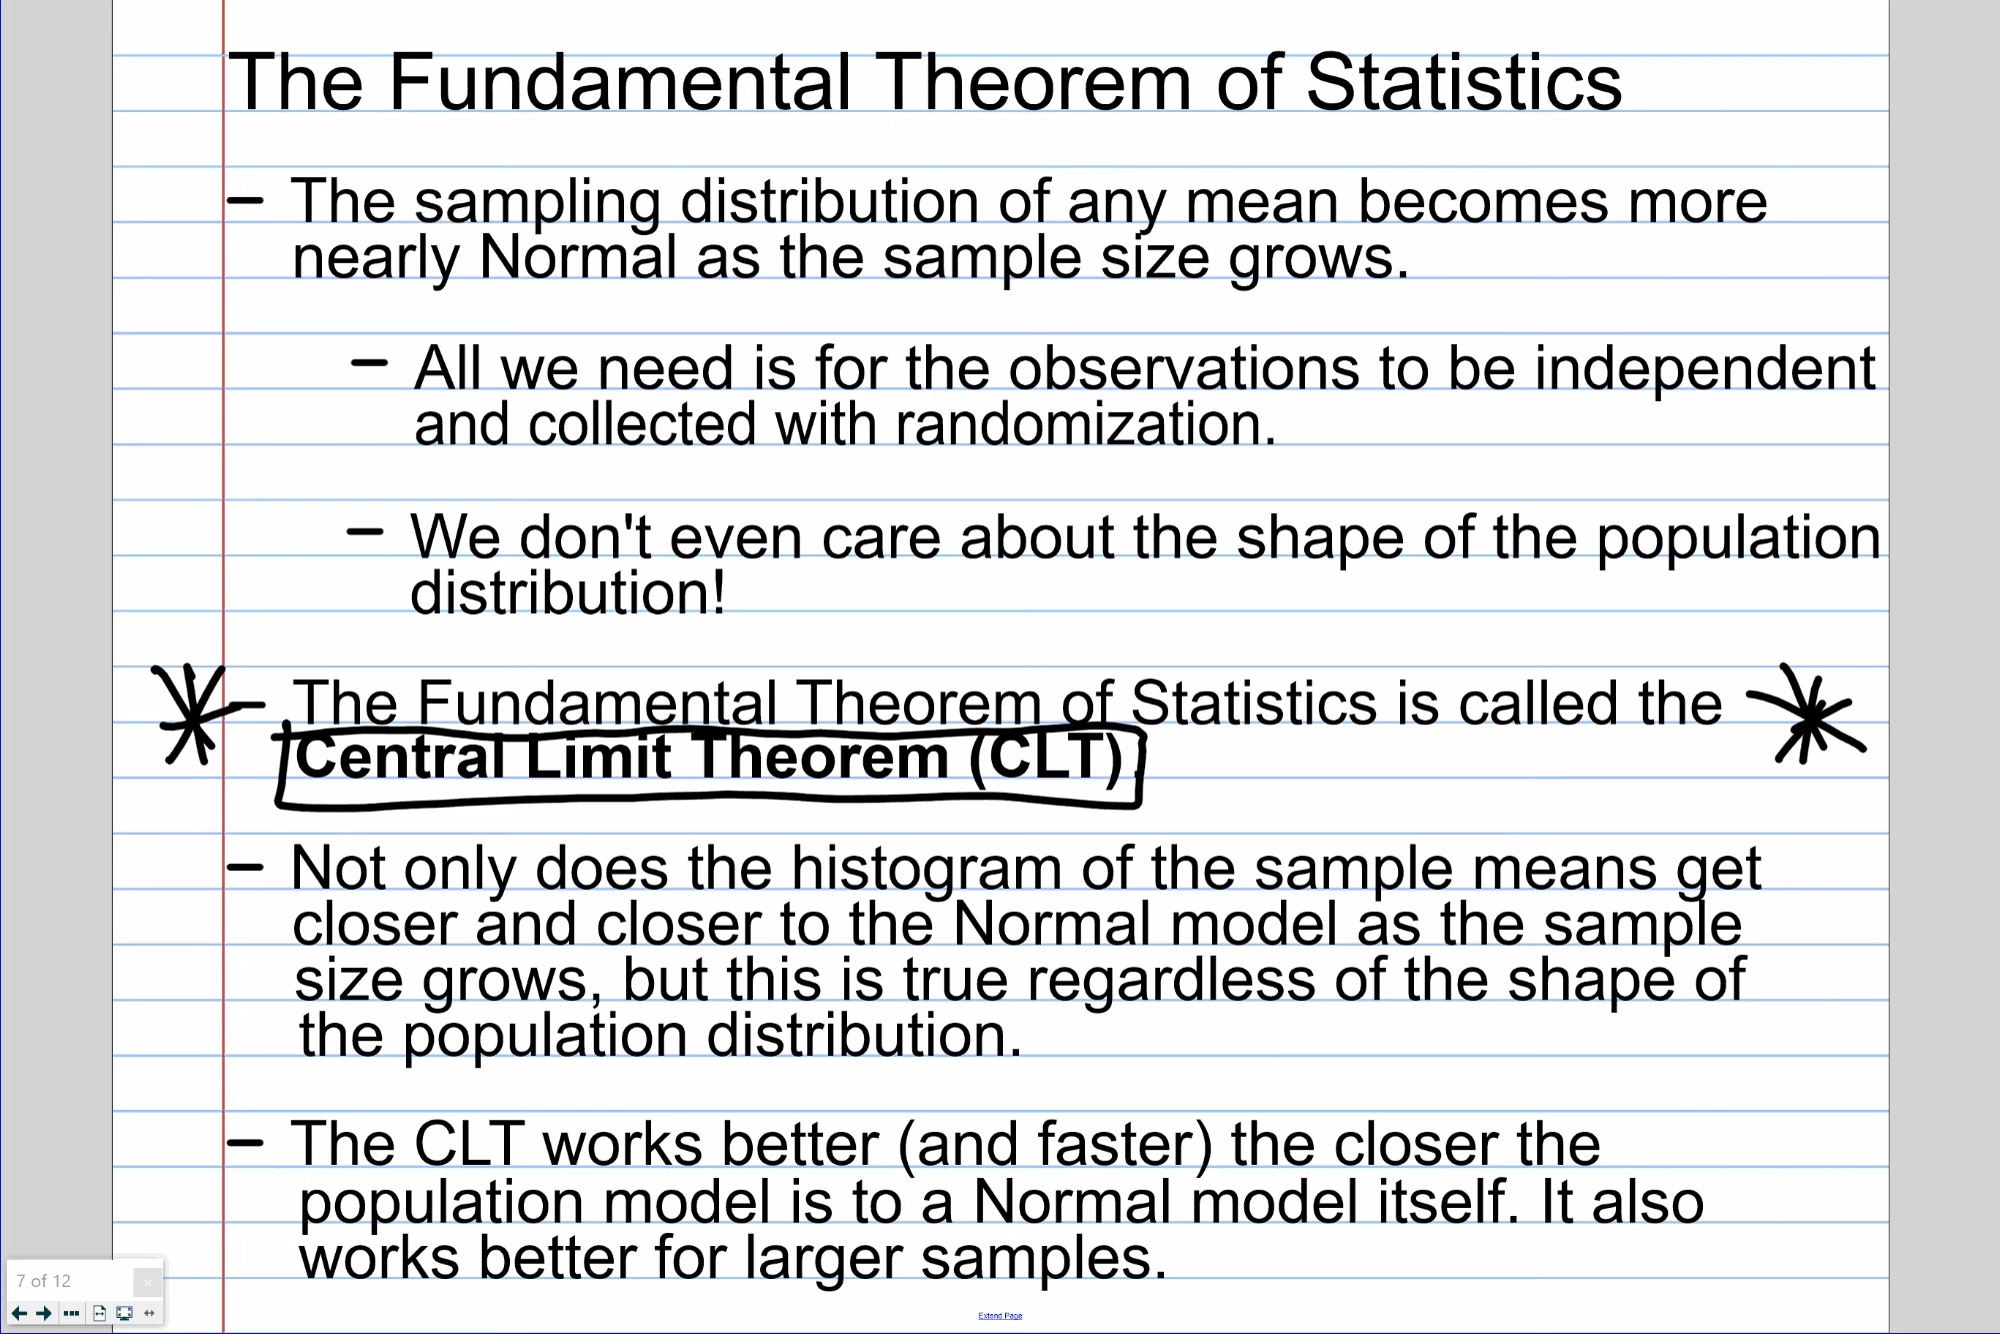 The Fundamental Theorem of Statistics
– The sampling distribution of any mean becomes more
nearly Normal as the sample size grows.
– All we need is for the observations to be independent
and collected with randomization.
– We don't even care about the shape of the population
distribution!
– The Fundamental Theorem of Statistics is called the
Central Limit Theorem (CLT)
– Not only does the histogram of the sample means get
closer and closer to the Normal model as the sample
size grows, but this is true regardless of the shape of
the population distribution.
– The CLT works better (and faster) the closer the
population model is to a Normal model itself. It also
works better for larger samples.
7 of 12
Extend Page